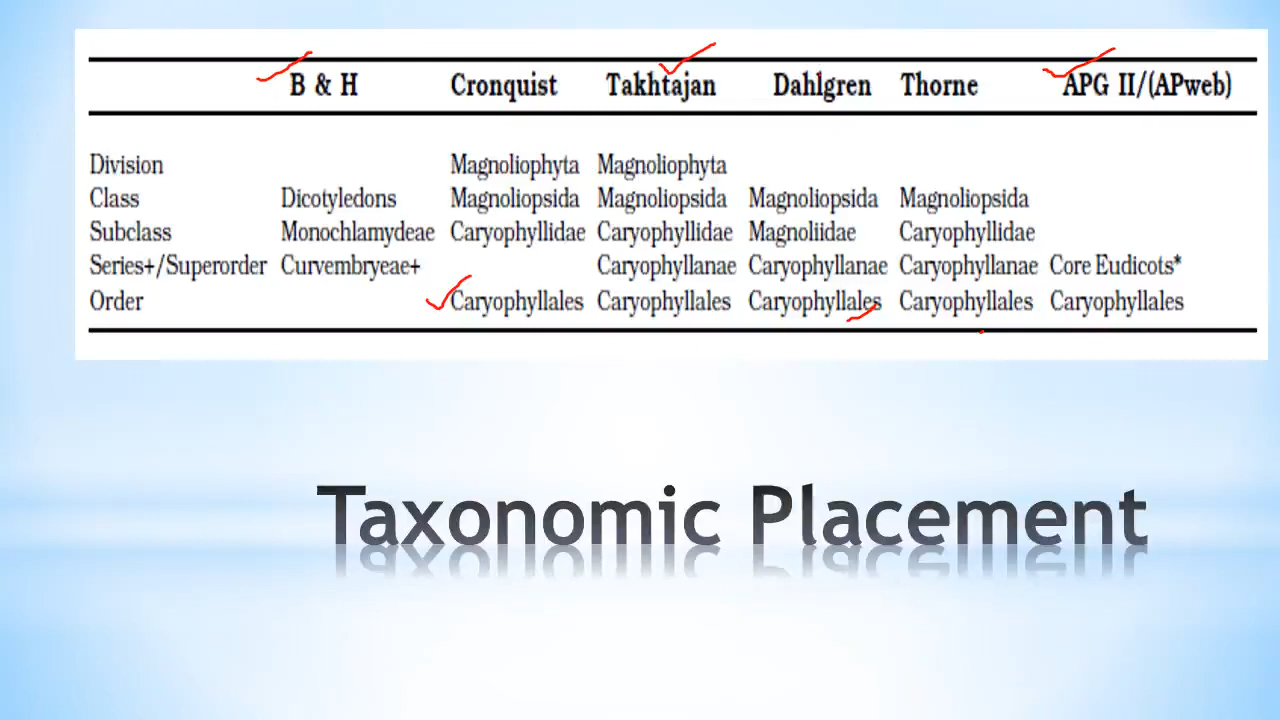 B & H Cronquist Takhtajan Dahlgren Thorne APG II/(APweb)
Division Magnoliophyta Magnoliophyta
Class Dicotyledons Magnoliopsida Magnoliopsida Magnoliopsida Magnoliopsida
Subclass Monochlamydeae Caryophyllidae Caryophyllidae Magnoliidae Caryophyllidae
Series+/Superorder Curvembryeae+ Caryophyllanae Caryophyllanae Caryophyllanae Core Eudicots*
Order Caryophyllales Caryophyllales Caryophyllales Caryophyllales Caryophyllales
Taxonomic Placement